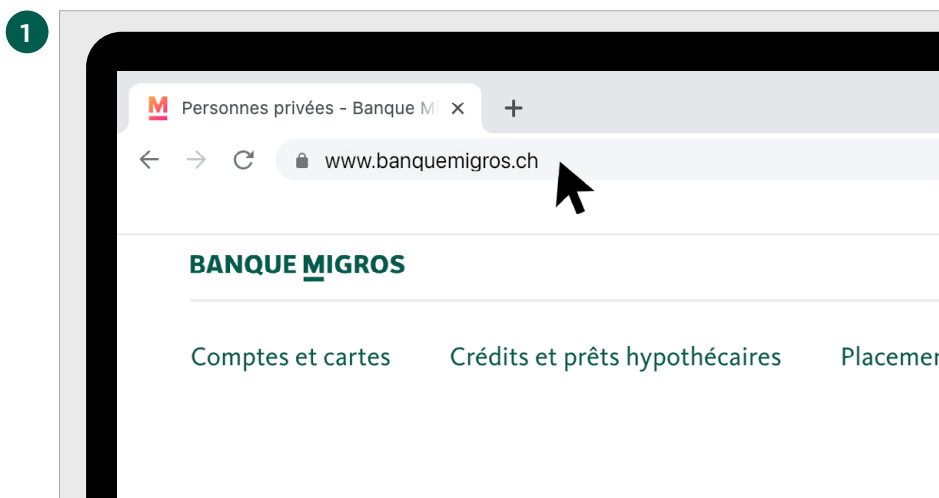 1
Personnes privées - Banque Mi
www.banquemigros.ch
BANQUE MIGROS
Comptes et cartes Crédits et prêts hypothécaires Placemen